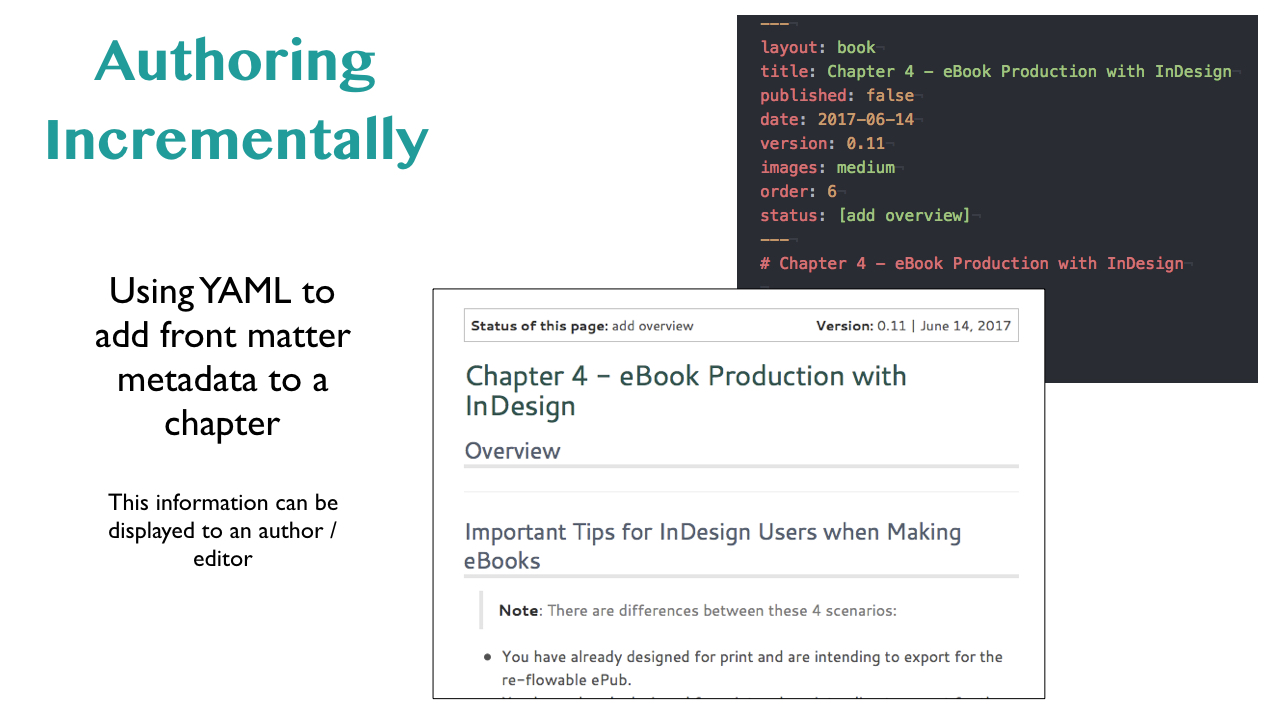 Authoring
Incrementally
Using YAML to
add front matter
metadata to a
chapter
This information can be
displayed to an author /
editor
---
layout: book
title: Chapter 4 - eBook Production with InDesign
published: false
date: 2017-06-14
version: 0.11
images: medium
order: 6
status: [add overview]
---
# Chapter 4 - eBook Production with InDesign
Status of this page: add overview Version: 0.11 | June 14, 2017
Chapter 4 – eBook Production with
InDesign
Overview
Important Tips for InDesign Users when Making
eBooks
Note: There are differences between these 4 scenarios:
• You have already designed for print and are intending to export for the
re-flowable ePub.